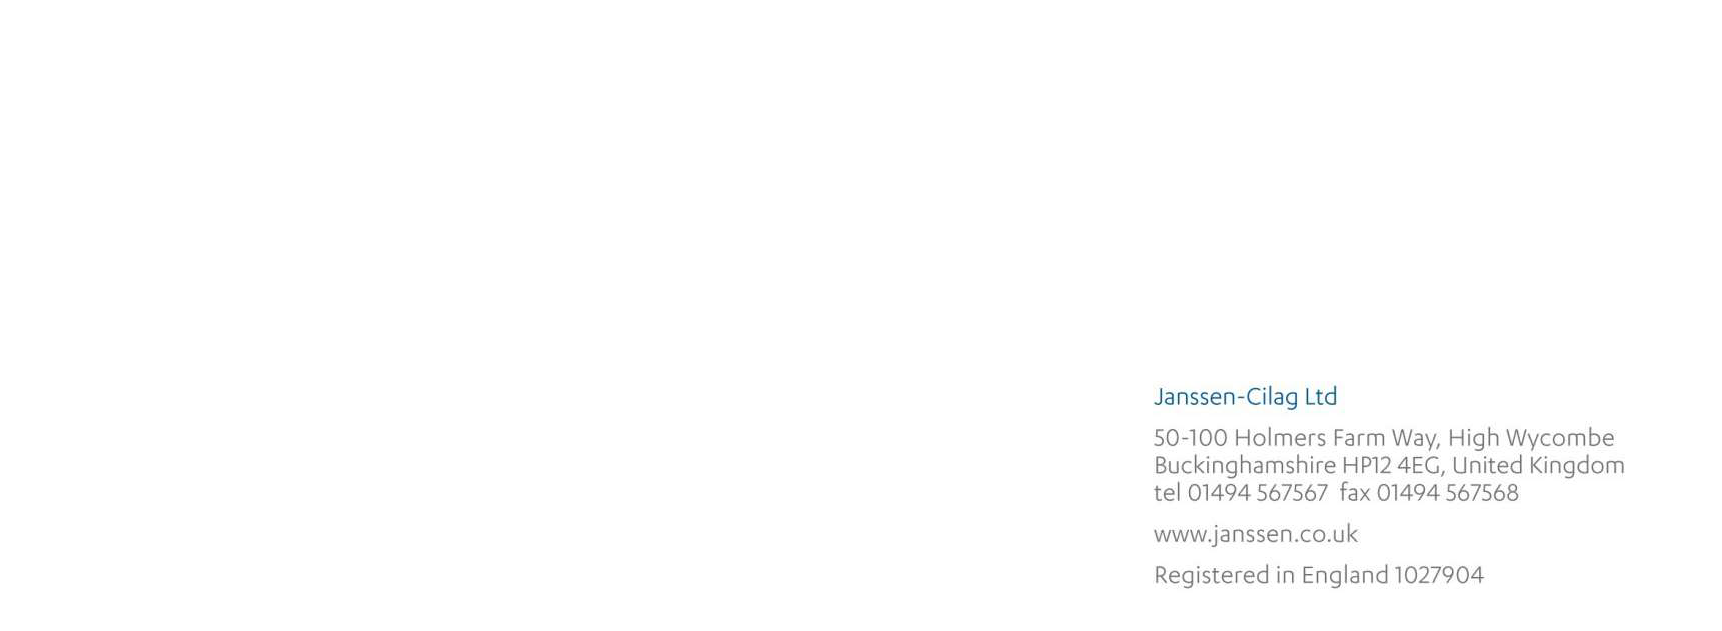 Janssen-Cilag Ltd
50-100 Holmers Farm Way, High Wycombe
Buckinghamshire HP12 4EG, United Kingdom
tel 01494 567567 fax 01494 567568
www.janssen.co.uk
Registered in England 1027904